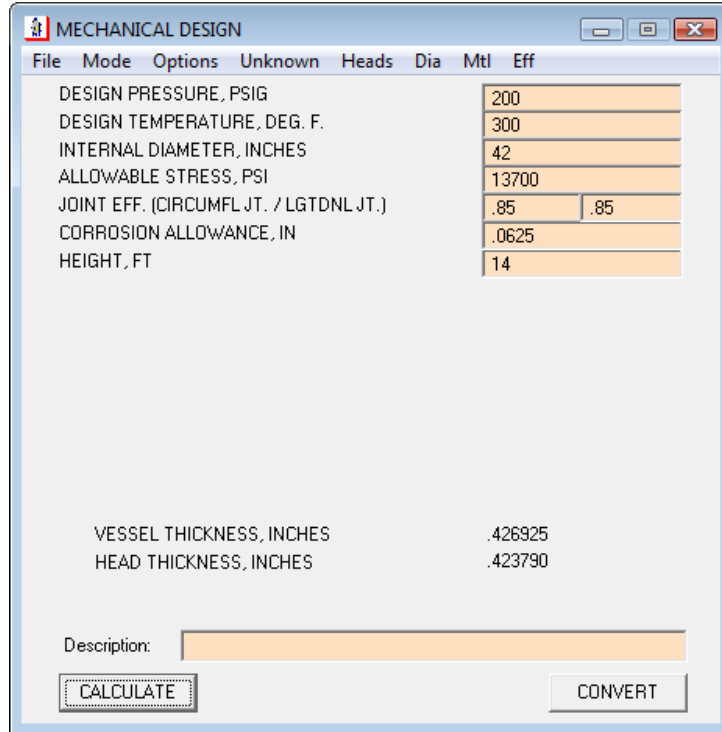 MECHANICAL DESIGN
File Mode Options Unknown Heads Dia Mtl Eff
DESIGN PRESSURE, PSIG 200
DESIGN TEMPERATURE, DEG. F. 300
INTERNAL DIAMETER, INCHES 42
ALLOWABLE STRESS, PSI 13700
JOINT EFF. (CIRCUMFL JT. / LGTDNL JT.) .85 .85
CORROSION ALLOWANCE, IN .0625
HEIGHT, FT 14
VESSEL THICKNESS, INCHES .426925
HEAD THICKNESS, INCHES .423790
Description:
CALCULATE CONVERT